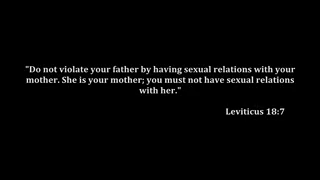 "Do not violate your father by having sexual relations with your
mother. She is your mother; you must not have sexual relations
with her."
Leviticus 18:7